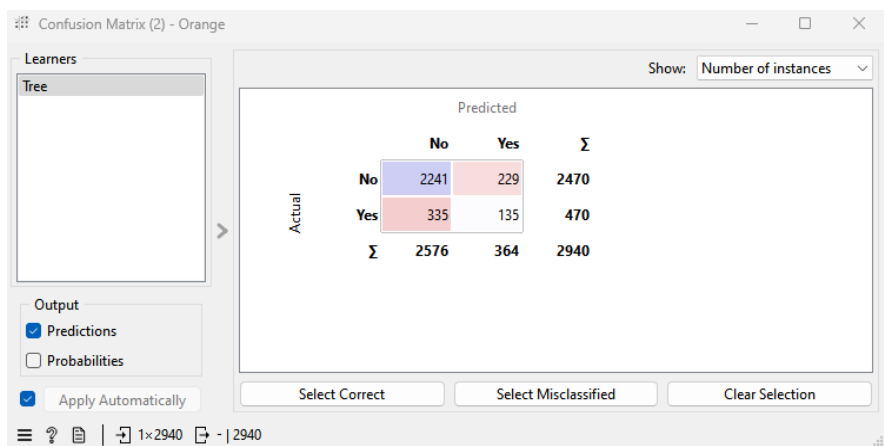 Confusion Matrix (2) - Orange
Learners
Tree
Show: Number of instances
Predicted
No Yes Σ
Actual
No 2241 229 2470
Yes 335 135 470
Σ 2576 364 2940
Output
Predictions
Probabilities
Apply Automatically
Select Correct
Select Misclassified
Clear Selection
1×2940
- | 2940